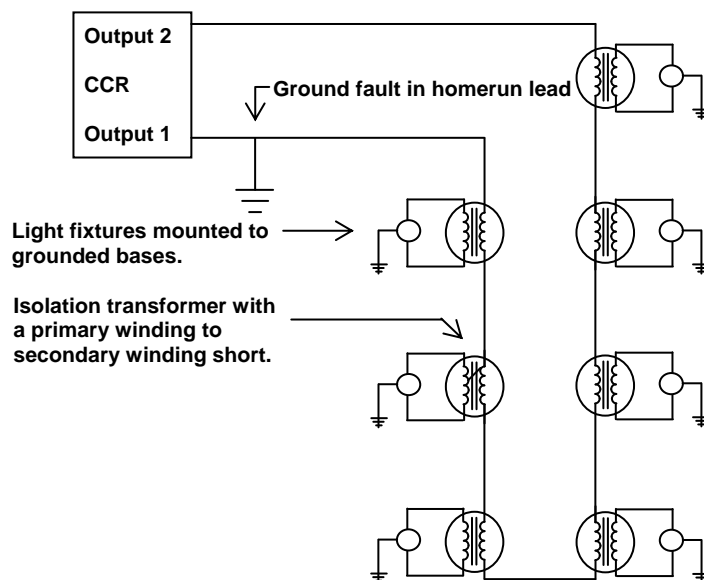 Output 2
CCR
Ground fault in homerun lead
Output 1
Light fixtures mounted to
grounded bases.
Isolation transformer with
a primary winding to
secondary winding short.